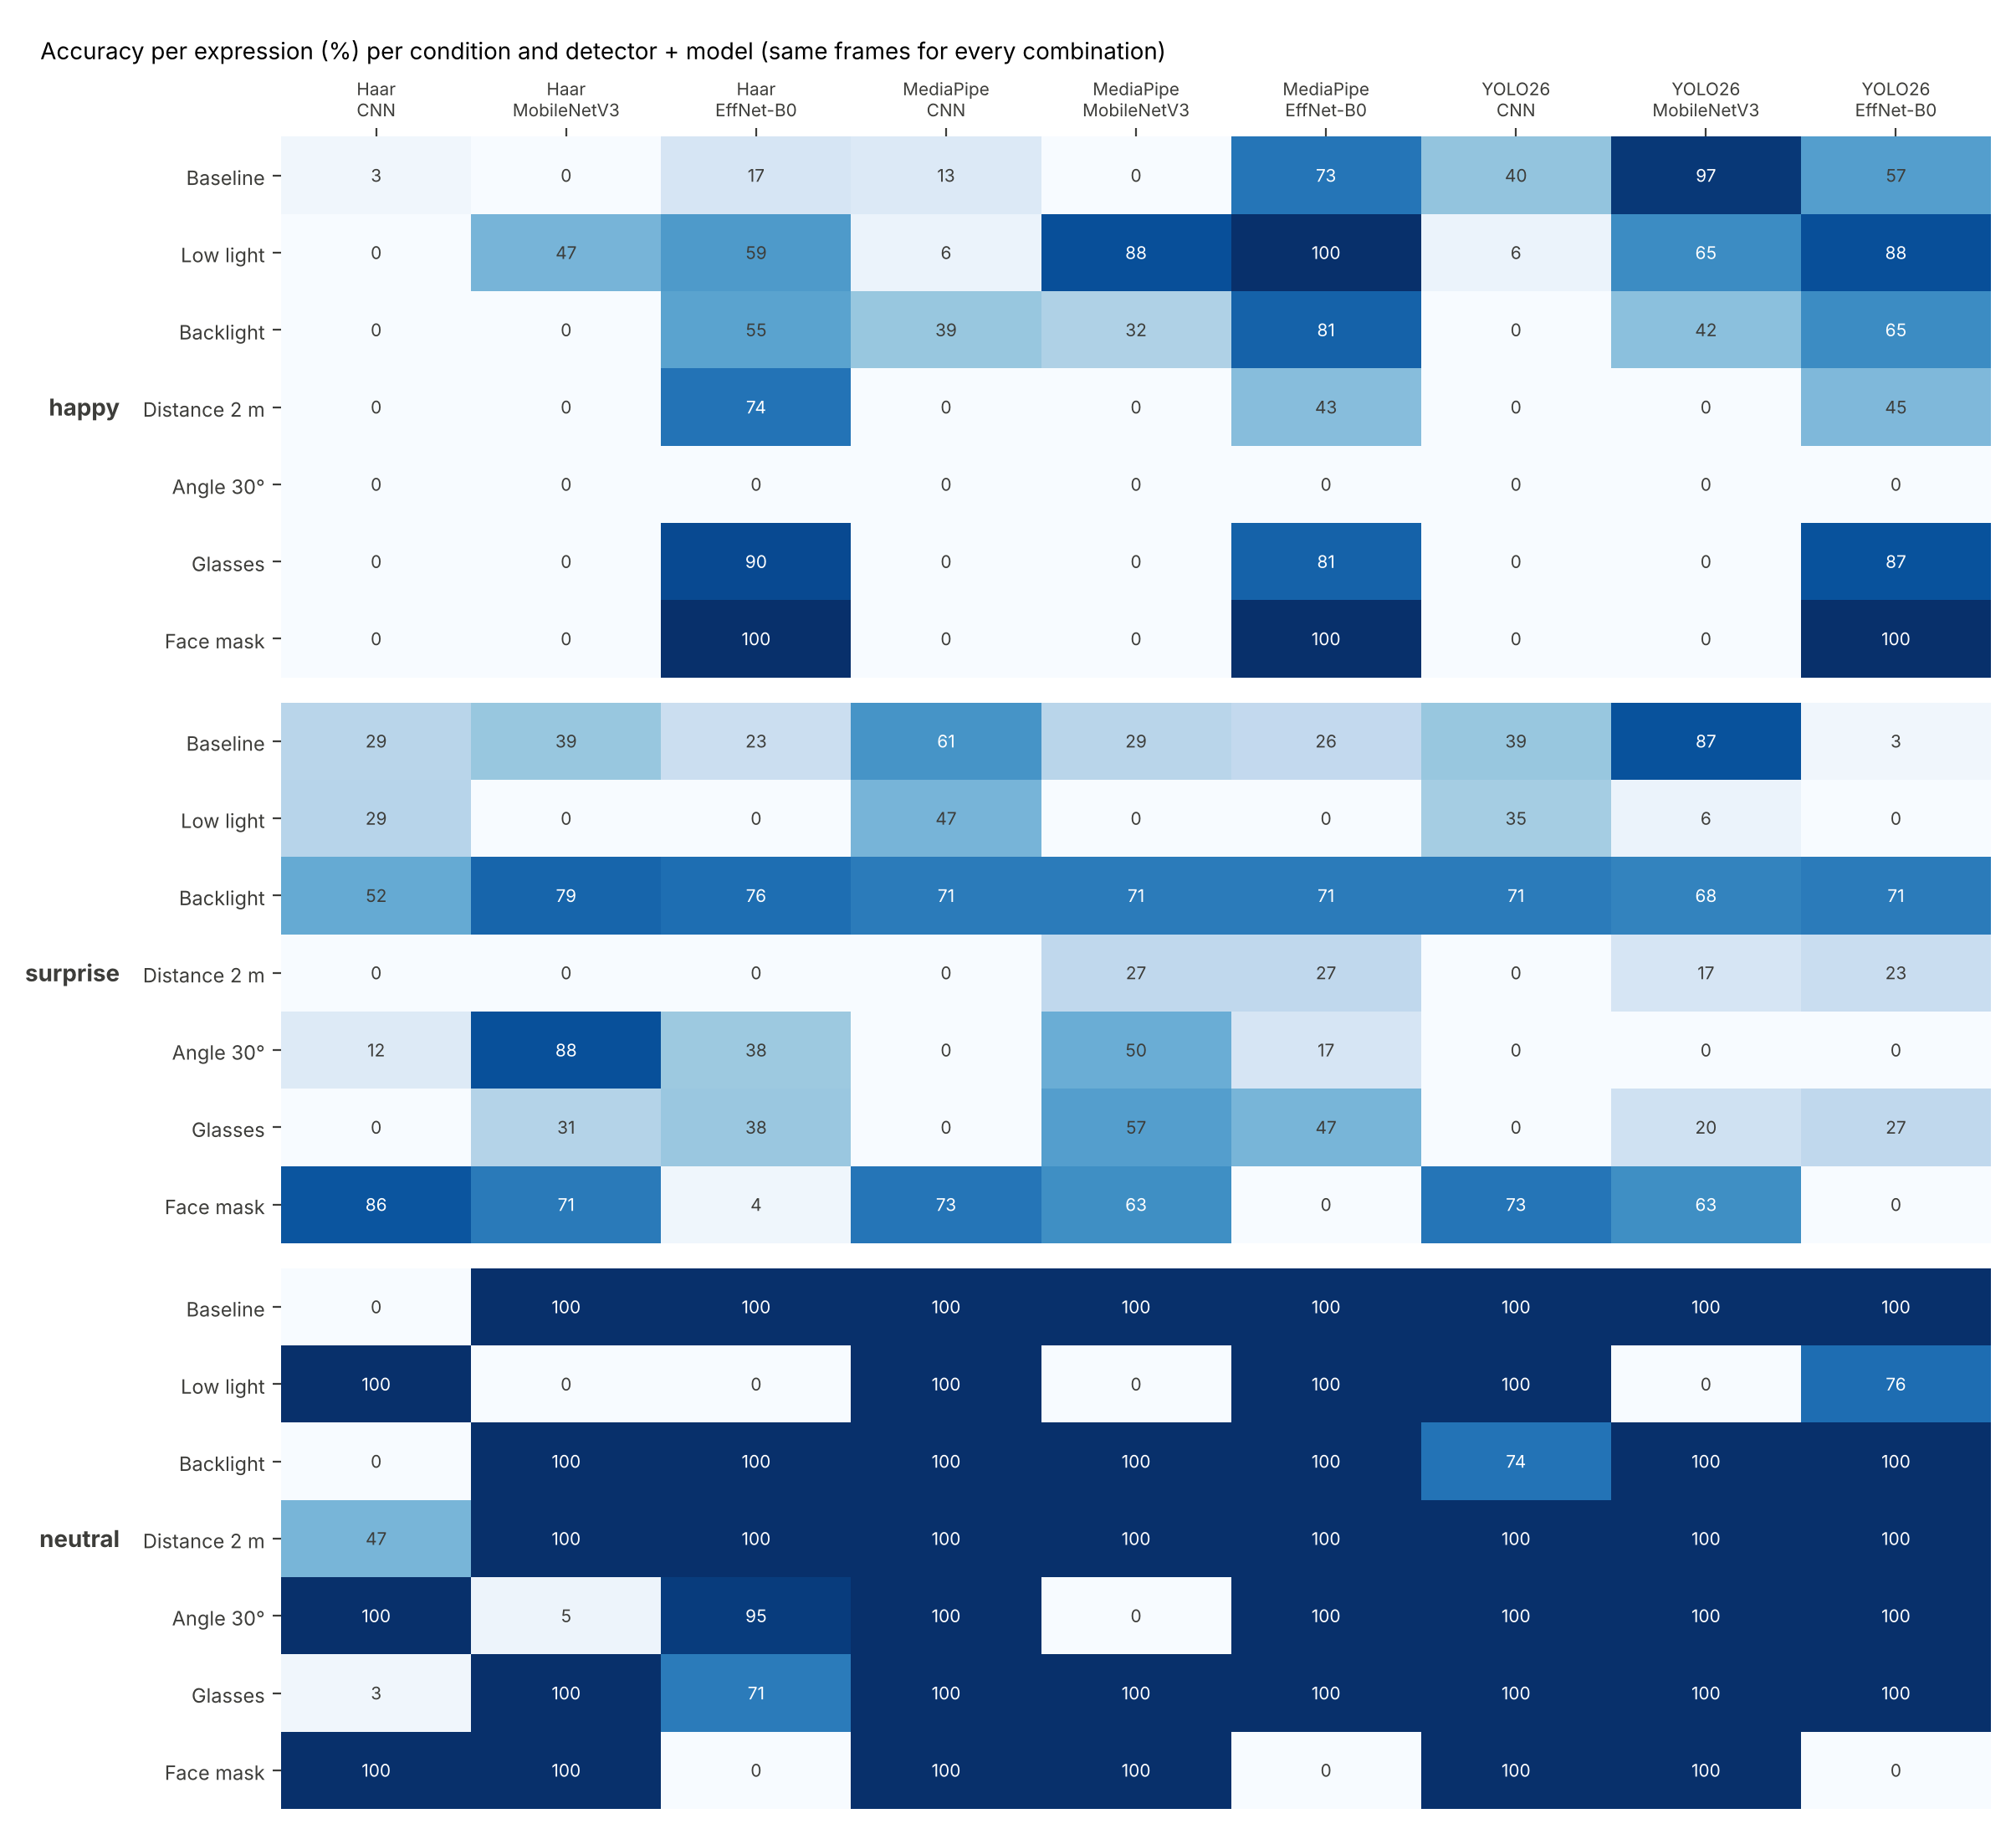 Accuracy per expression (%) per condition and detector + model (same frames for every combination)
Haar Haar Haar MediaPipe MediaPipe MediaPipe YOLO26 YOLO26 YOLO26
CNN MobileNetV3 EffNet-B0 CNN MobileNetV3 EffNet-B0 CNN MobileNetV3 EffNet-B0
Baseline 3 0 17 13 0 73 40 97 57
Low light 0 47 59 6 88 100 6 65 88
Backlight 0 0 55 39 32 81 0 42 65
happy Distance 2 m 0 0 74 0 0 43 0 0 45
Angle 30° 0 0 0 0 0 0 0 0 0
Glasses 0 0 90 0 0 81 0 0 87
Face mask 0 0 100 0 0 100 0 0 100
Baseline 29 39 23 61 29 26 39 87 3
Low light 29 0 0 47 0 0 35 6 0
Backlight 52 79 76 71 71 71 71 68 71
surprise Distance 2 m 0 0 0 0 27 27 0 17 23
Angle 30° 12 88 38 0 50 17 0 0 0
Glasses 0 31 38 0 57 47 0 20 27
Face mask 86 71 4 73 63 0 73 63 0
Baseline 0 100 100 100 100 100 100 100 100
Low light 100 0 0 100 0 100 100 0 76
Backlight 0 100 100 100 100 100 74 100 100
neutral Distance 2 m 47 100 100 100 100 100 100 100 100
Angle 30° 100 5 95 100 0 100 100 100 100
Glasses 3 100 71 100 100 100 100 100 100
Face mask 100 100 0 100 100 0 100 100 0